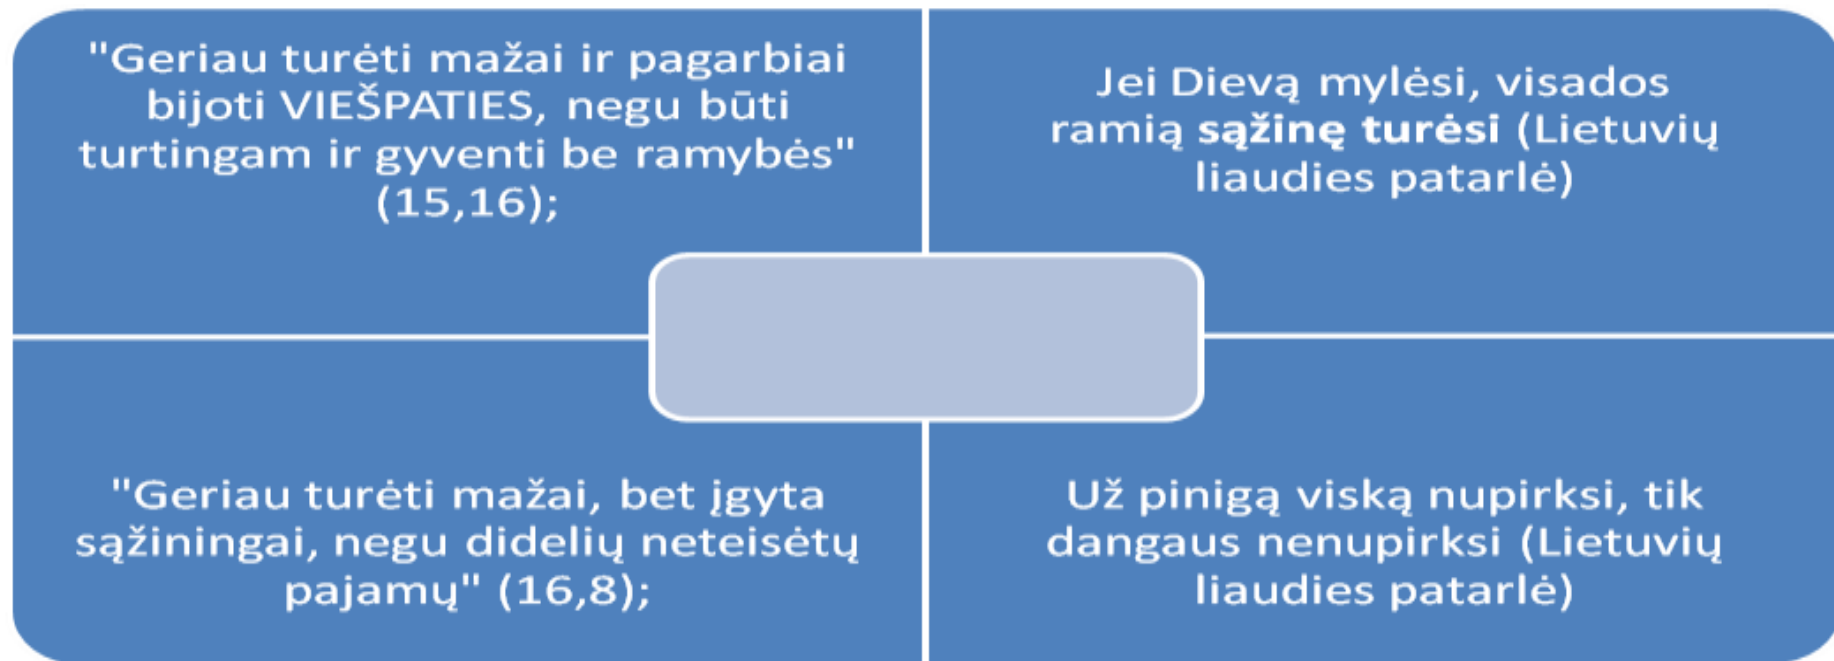 "Geriau turėti mažai ir pagarbiai
bijoti VIEŠPATIES, negu būti
turtingam ir gyventi be ramybės"
(15,16);
Jei Dievą mylėsi, visados
ramią sąžinę turėsi (Lietuvių
liaudies patarlė)
"Geriau turėti mažai, bet įgyta
sąžiningai, negu didelių neteisėtų
pajamų" (16,8);
Už pinigą viską nupirksi, tik
dangaus nenupirksi (Lietuvių
liaudies patarlė)